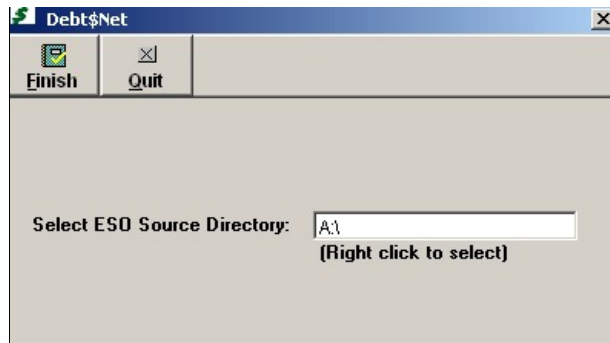 Debt$Net
Finish Quit
Select ESO Source Directory: A:\
(Right click to select)